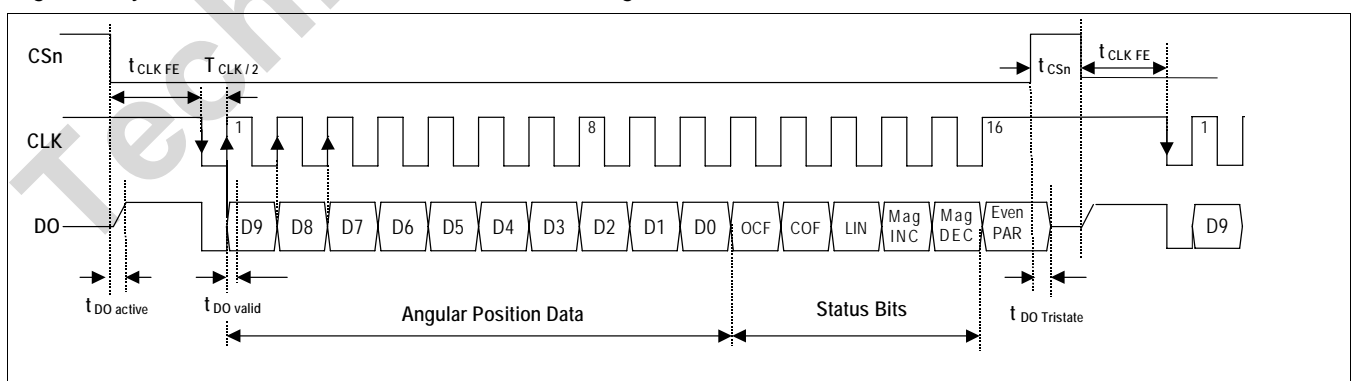 CSn
t CLK FE
T CLK / 2
t CSn
t CLK FE
CLK
1
8
16
1
DO
D9
D8
D7
D6
D5
D4
D3
D2
D1
D0
OCF
COF
LIN
Mag
INC
Mag
DEC
Even
PAR
D9
t DO active
t DO valid
Angular Position Data
Status Bits
t DO Tristate
Tech